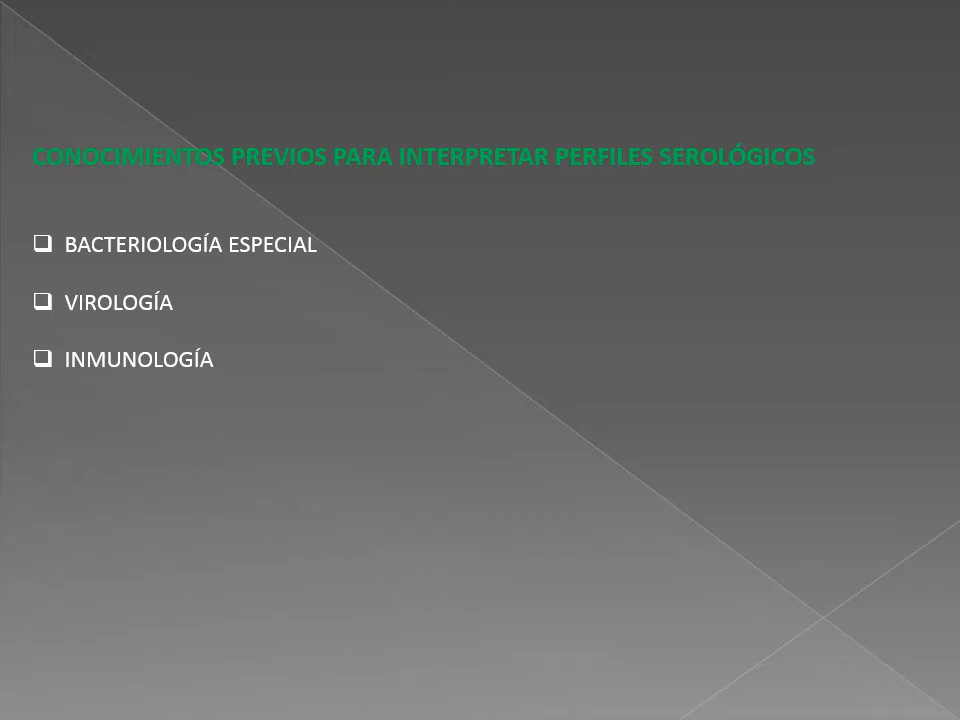 CONOCIMIENTOS PREVIOS PARA INTERPRETAR PERFILES SEROLÓGICOS
❑ BACTERIOLOGÍA ESPECIAL
❑ VIROLOGÍA
❑ INMUNOLOGÍA